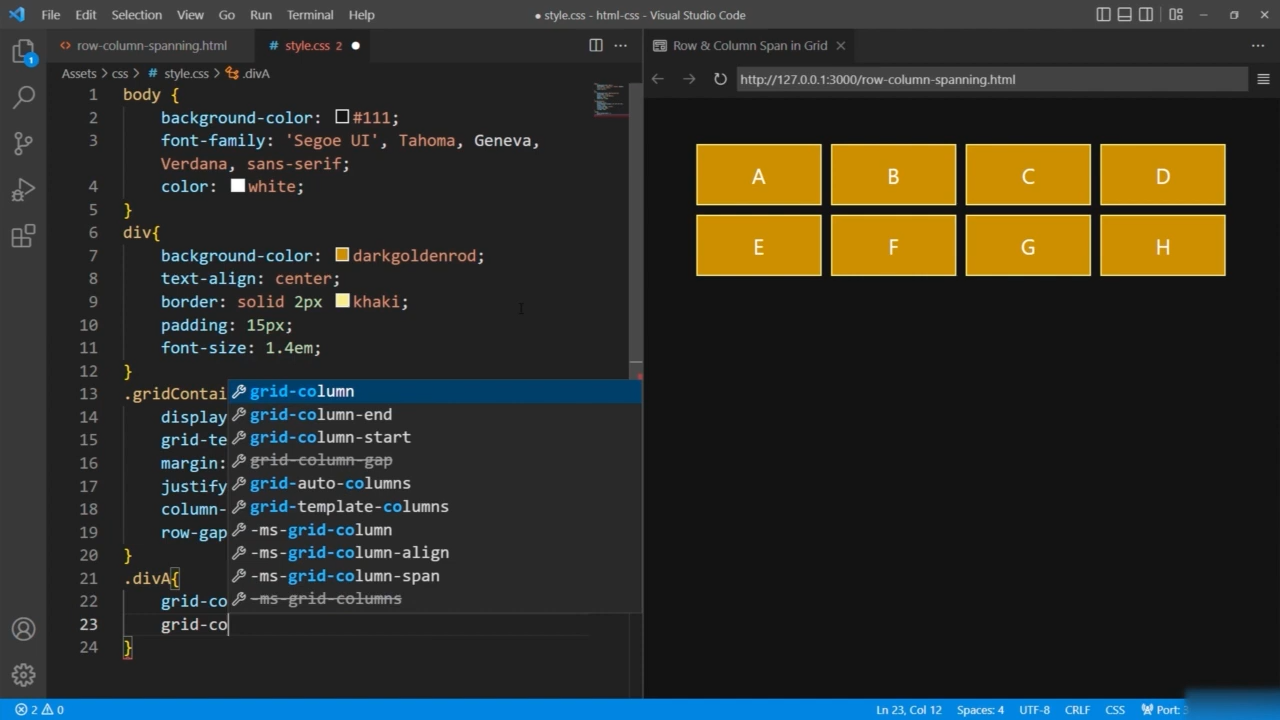 File Edit Selection View Go Run Terminal Help
● style.css - html-css - Visual Studio Code
row-column-spanning.html
# style.css 2 ●
Assets > css > # style.css > .divA
1 body {
2 background-color: #111;
3 font-family: 'Segoe UI', Tahoma, Geneva,
Verdana, sans-serif;
4 color: white;
5 }
6 div{
7 background-color: darkgoldenrod;
8 text-align: center;
9 border: solid 2px khaki;
10 padding: 15px;
11 font-size: 1.4em;
12 }
13 .gridContai
14 display
15 grid-te
16 margin:
17 justify
18 column-
19 row-gap
20 }
21 .divA{
22 grid-co
23 grid-co
24 }
grid-column
grid-column-end
grid-column-start
grid-column-gap
grid-auto-columns
grid-template-columns
-ms-grid-column
-ms-grid-column-align
-ms-grid-column-span
-ms-grid-columns
Row & Column Span in Grid
http://127.0.0.1:3000/row-column-spanning.html
A B C D
E F G H
1
2 0
Ln 23, Col 12 Spaces: 4 UTF-8 CRLF CSS Port: